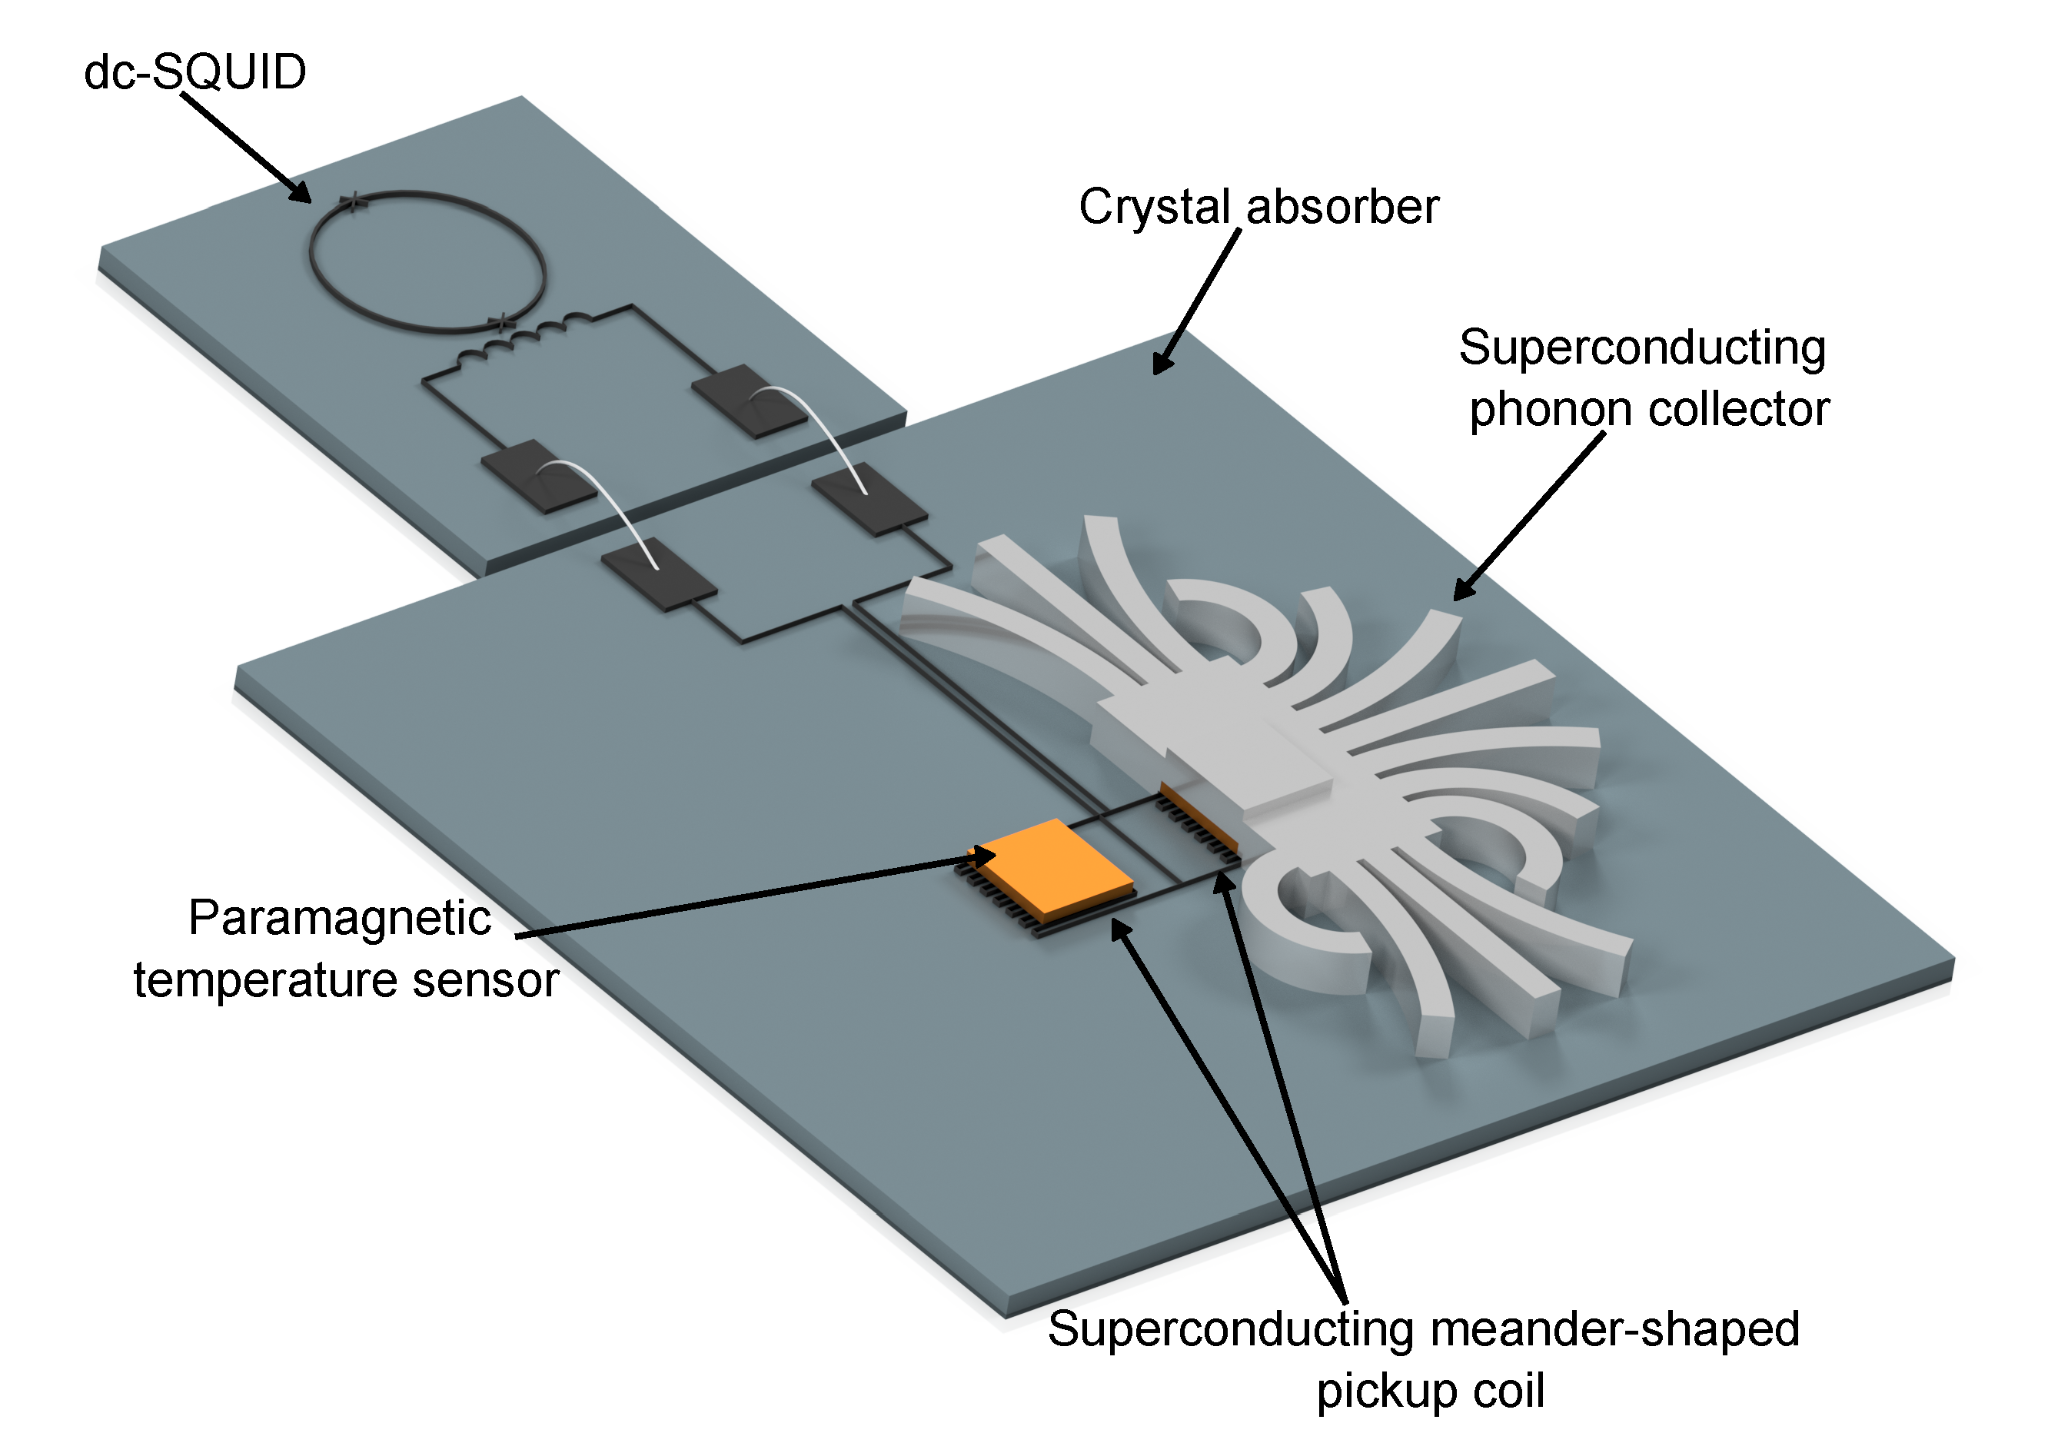 dc-SQUID
Crystal absorber
Superconducting
phonon collector
Paramagnetic
temperature sensor
Superconducting meander-shaped
pickup coil